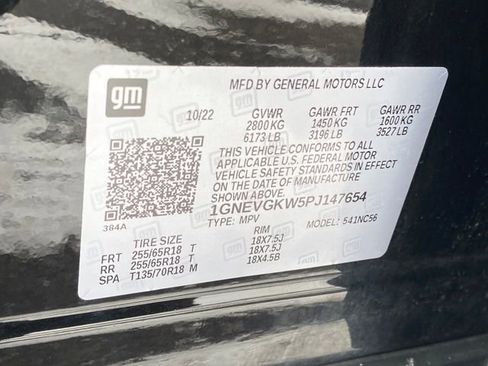 gm
MFD BY GENERAL MOTORS LLC
10/22 GVWR GAWR FRT GAWR RR
2800 KG 1450 KG 1600 KG
6173 LB 3196 LB 3527 LB
THIS VEHICLE CONFORMS TO ALL
APPLICABLE U.S. FEDERAL MOTOR
VEHICLE SAFETY STANDARDS IN EFFECT
ON THE DATE OF MANUFACTURE SHOWN ABOVE.
1GNEVGKW5PJ147654
384A TYPE: MPV MODEL: 541NC56
TIRE SIZE RIM
FRT 255/65R18 T 18X7.5J
RR 255/65R18 T 18X7.5J
SPA T135/70R18 M 18X4.5B